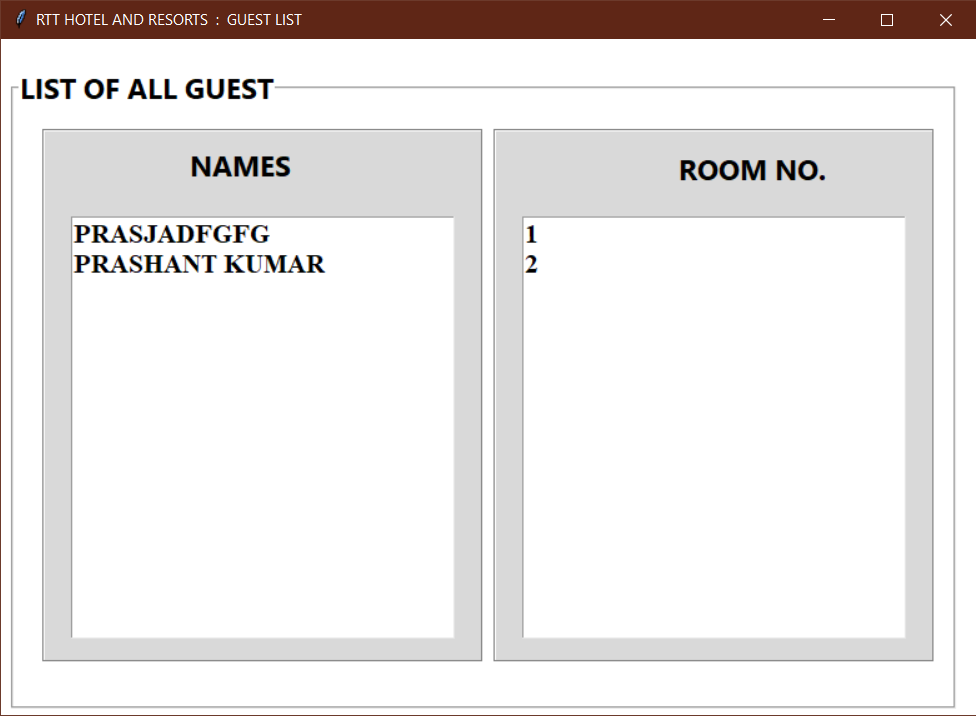 RTT HOTEL AND RESORTS : GUEST LIST
LIST OF ALL GUEST
NAMES
PRASJADFGFG
PRASHANT KUMAR
ROOM NO.
1
2